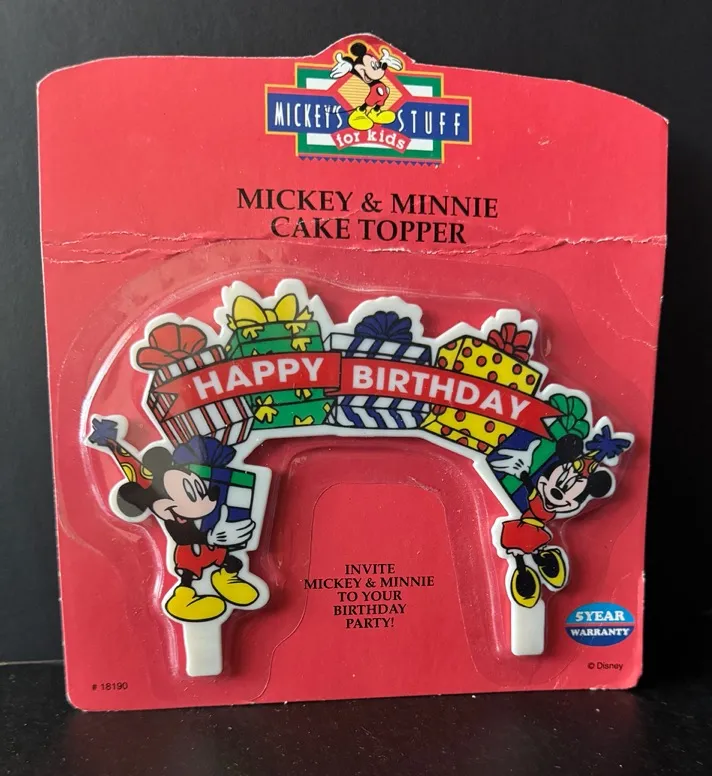 MICKEY'S STUFF
for kids
MICKEY & MINNIE
CAKE TOPPER
HAPPY BIRTHDAY
INVITE
MICKEY & MINNIE
TO YOUR
BIRTHDAY
PARTY!
5 YEAR
WARRANTY
© Disney
# 18190